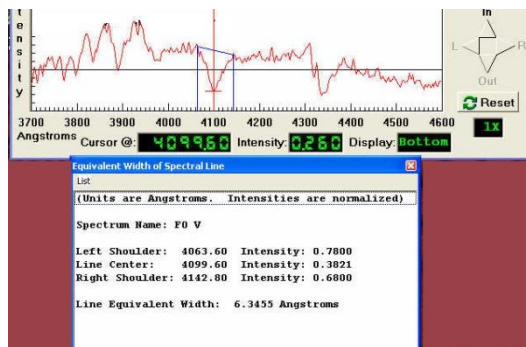 t
e
n
s
i
t
y
In
L R
Out
Reset
3700 3800 3900 4000 4100 4200 4300 4400 4500 4600
1X
Angstroms Cursor @: 4099.60 Intensity: 0.260 Display: Bottom
Equivalent Width of Spectral Line
List
(Units are Angstroms. Intensities are normalized)
Spectrum Name: F0 V
Left Shoulder: 4063.60 Intensity: 0.7800
Line Center: 4099.60 Intensity: 0.3821
Right Shoulder: 4142.80 Intensity: 0.6800
Line Equivalent Width: 6.3455 Angstroms